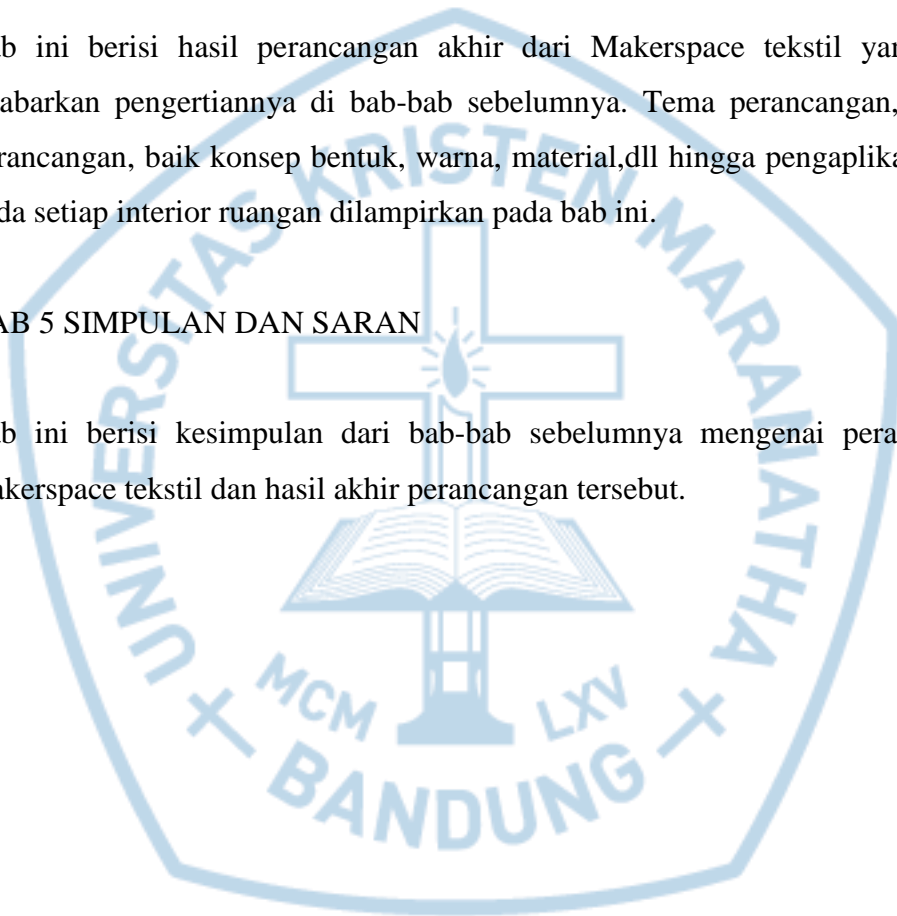 ab ini berisi hasil perancangan akhir dari Makerspace tekstil yan
abarkan pengertiannya di bab-bab sebelumnya. Tema perancangan,
rancangan, baik konsep bentuk, warna, material,dll hingga pengaplika
da setiap interior ruangan dilampirkan pada bab ini.
AB 5 SIMPULAN DAN SARAN
ab ini berisi kesimpulan dari bab-bab sebelumnya mengenai pera
akerspace tekstil dan hasil akhir perancangan tersebut.
UNIVERSITAS KRISTEN MARANATHA
MCM LXV
BANDUNG